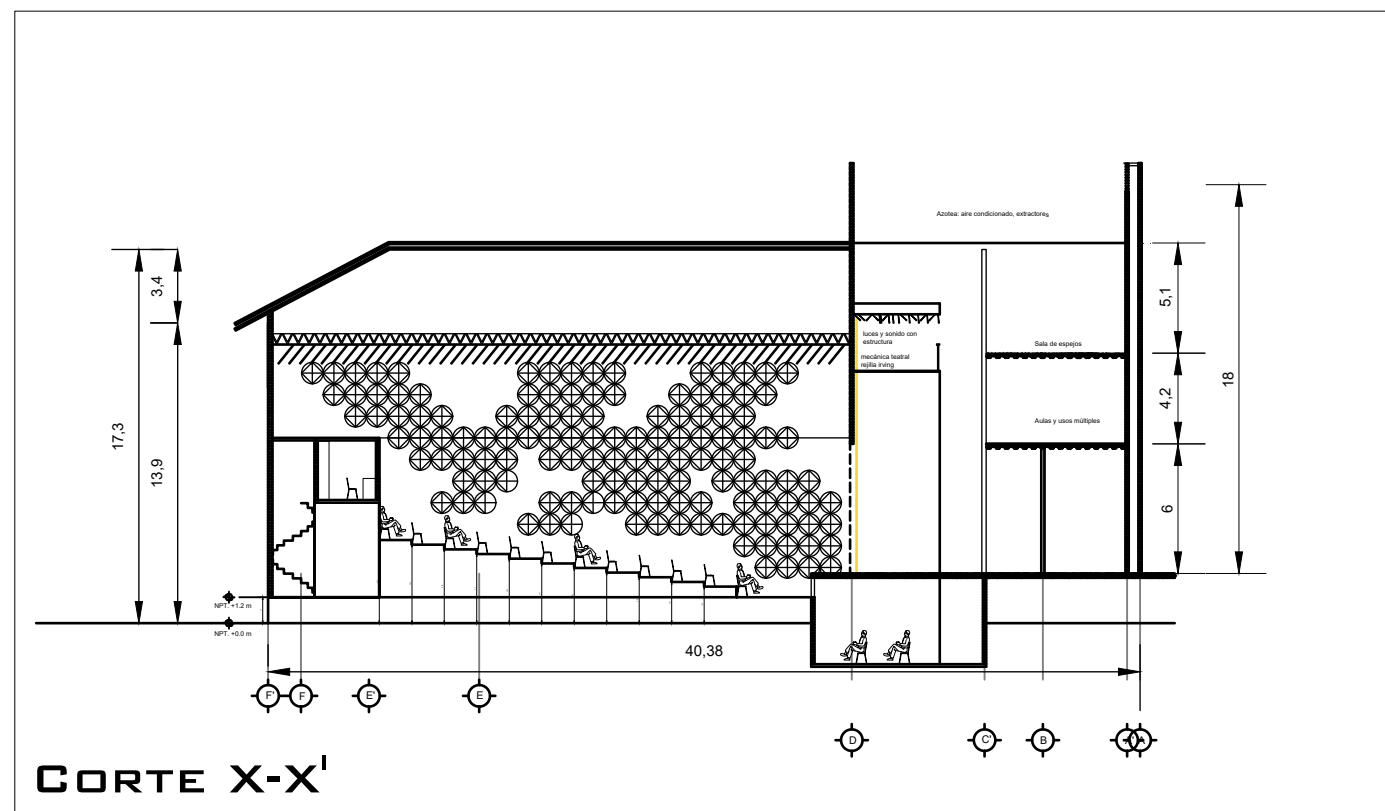 Azotea: aire condicionado, extractores
3,4
17,3
13,9
luces y sonido con
estructura
mecánica teatral
rejilla irving
Sala de espejos
Aulas y usos múltiples
5,1
4,2
6
18
NPT. +1.2 m
NPT. +0.0 m
40,38
F'
F
E'
E
D
C'
B
A'
A
CORTE X-X'